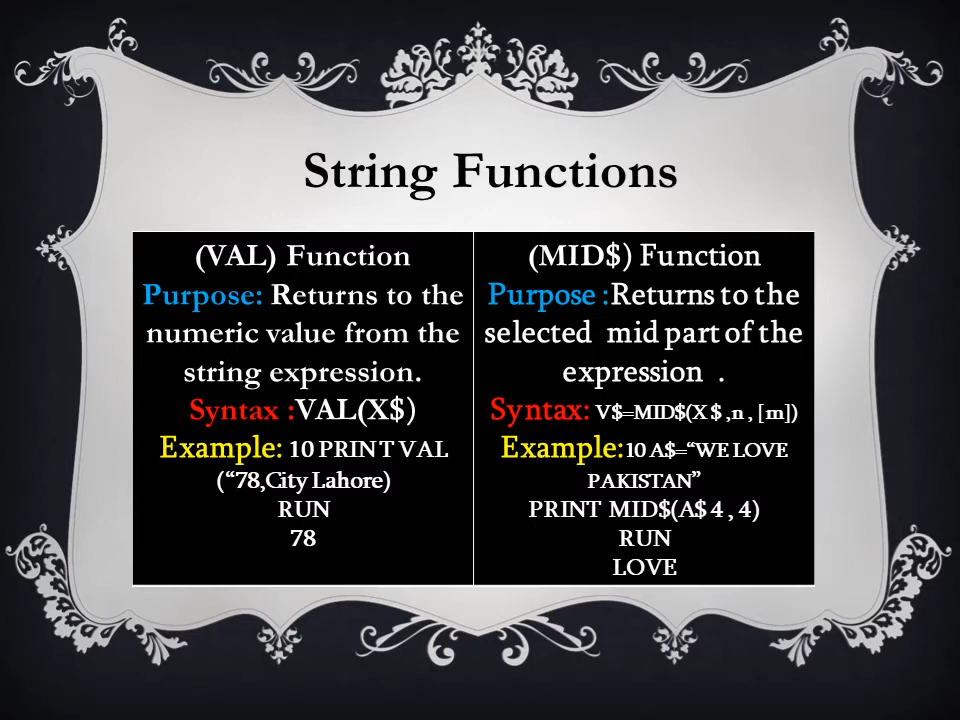 String Functions
(VAL) Function
Purpose: Returns to the
numeric value from the
string expression.
Syntax :VAL(X$)
Example: 10 PRINT VAL
(“78,City Lahore)
RUN
78
(MID$) Function
Purpose :Returns to the
selected mid part of the
expression .
Syntax: V$=MID$(X $ ,n , [m])
Example:10 A$=“WE LOVE
PAKISTAN”
PRINT MID$(A$ 4 , 4)
RUN
LOVE